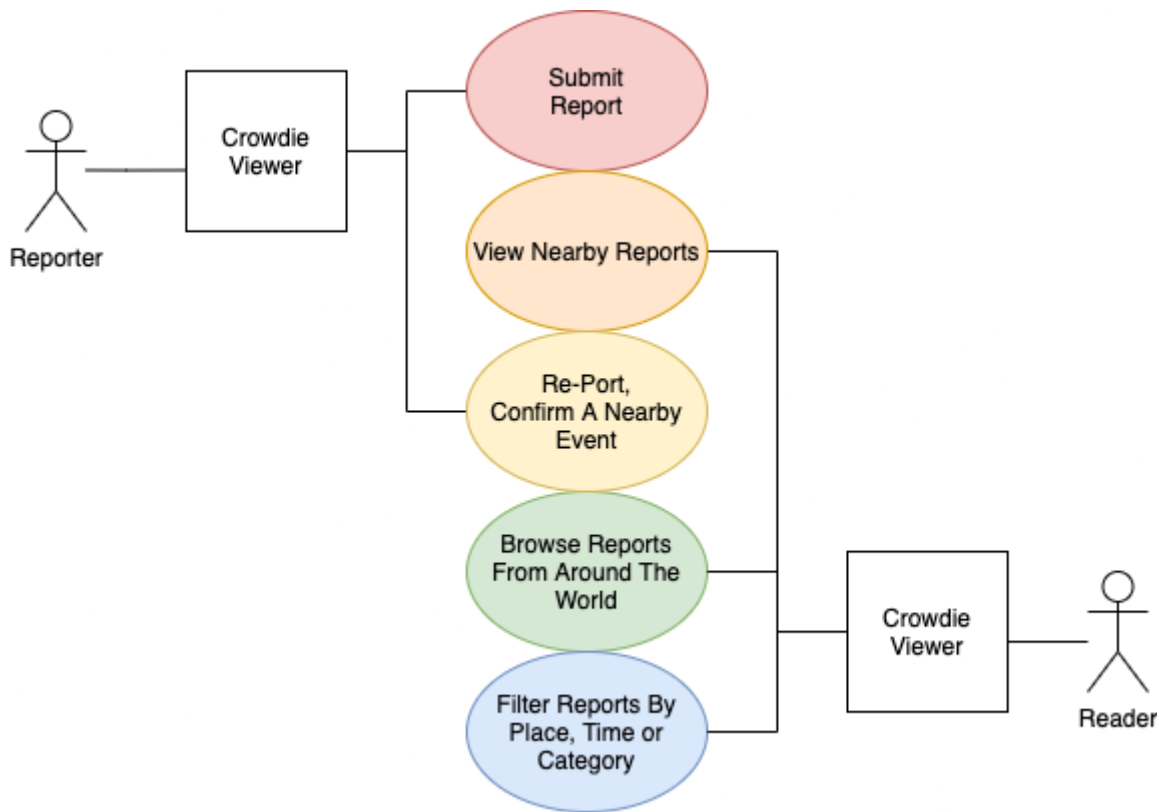 Submit
Report
Crowdie
Viewer
Reporter
View Nearby Reports
Re-Port,
Confirm A Nearby
Event
Browse Reports
From Around The
World
Crowdie
Viewer
Reader
Filter Reports By
Place, Time or
Category